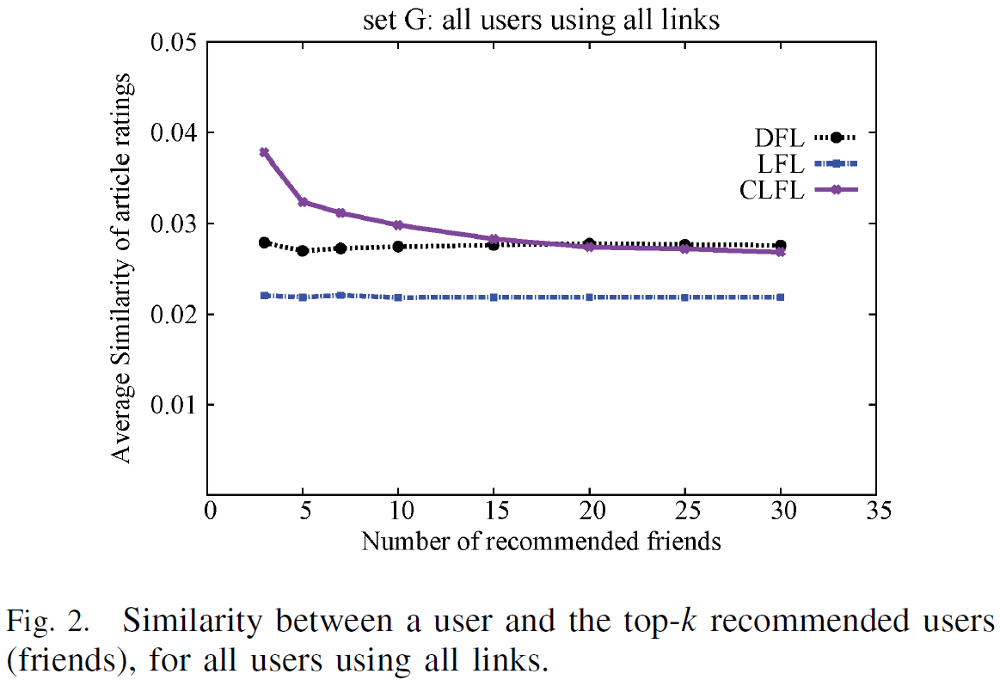 set G: all users using all links
Average Similarity of article ratings
0.05
0.04
0.03
0.02
0.01
DFL
LFL
CLFL
0 5 10 15 20 25 30 35
Number of recommended friends
Fig. 2. Similarity between a user and the top-k recommended users
(friends), for all users using all links.